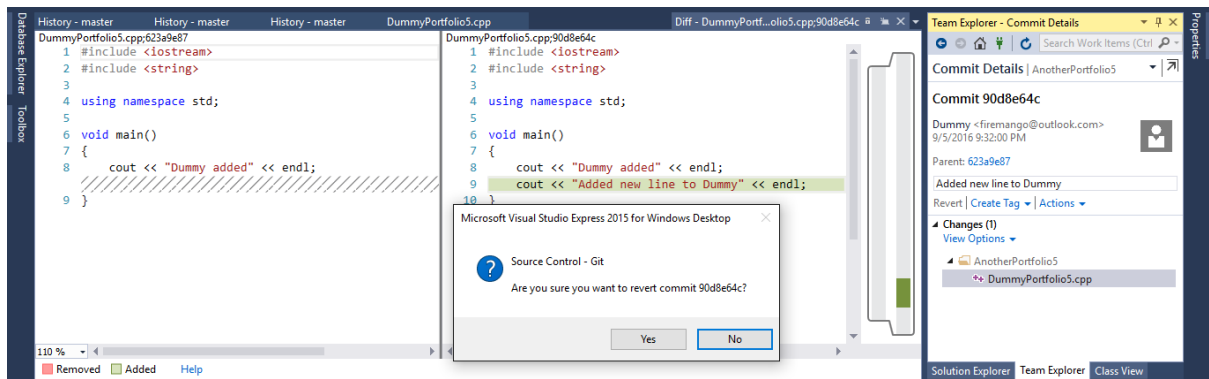 Database Explorer
Toolbox
History - master
History - master
History - master
DummyPortfolio5.cpp
Diff - DummyPortf...olio5.cpp;90d8e64c
DummyPortfolio5.cpp;623a9e87
1 #include <iostream>
2 #include <string>
3
4 using namespace std;
5
6 void main()
7 {
8 cout << "Dummy added" << endl;
9 }
110 %
Removed
Added
Help
DummyPortfolio5.cpp;90d8e64c
1 #include <iostream>
2 #include <string>
3
4 using namespace std;
5
6 void main()
7 {
8 cout << "Dummy added" << endl;
9 cout << "Added new line to Dummy" << endl;
10 }
Microsoft Visual Studio Express 2015 for Windows Desktop
Source Control - Git
Are you sure you want to revert commit 90d8e64c?
Yes
No
Team Explorer - Commit Details
Search Work Items (Ctrl
Commit Details | AnotherPortfolio5
Commit 90d8e64c
Dummy <firemango@outlook.com>
9/5/2016 9:32:00 PM
Parent: 623a9e87
Added new line to Dummy
Revert | Create Tag | Actions
Changes (1)
View Options
AnotherPortfolio5
DummyPortfolio5.cpp
Solution Explorer
Team Explorer
Class View
Properties